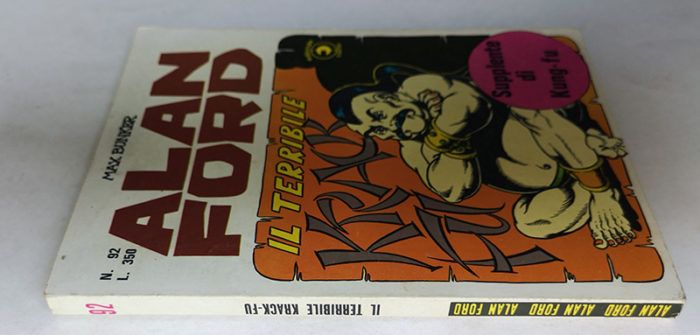 MAX BUNKER
ALAN
FORD
N. 92
L. 350
IL TERRIBILE
KRACK
FU
Supplente
di
Kung-fu
92
IL TERRIBILE KRACK-FU
ALAN FORD ALAN FORD ALAN FORD